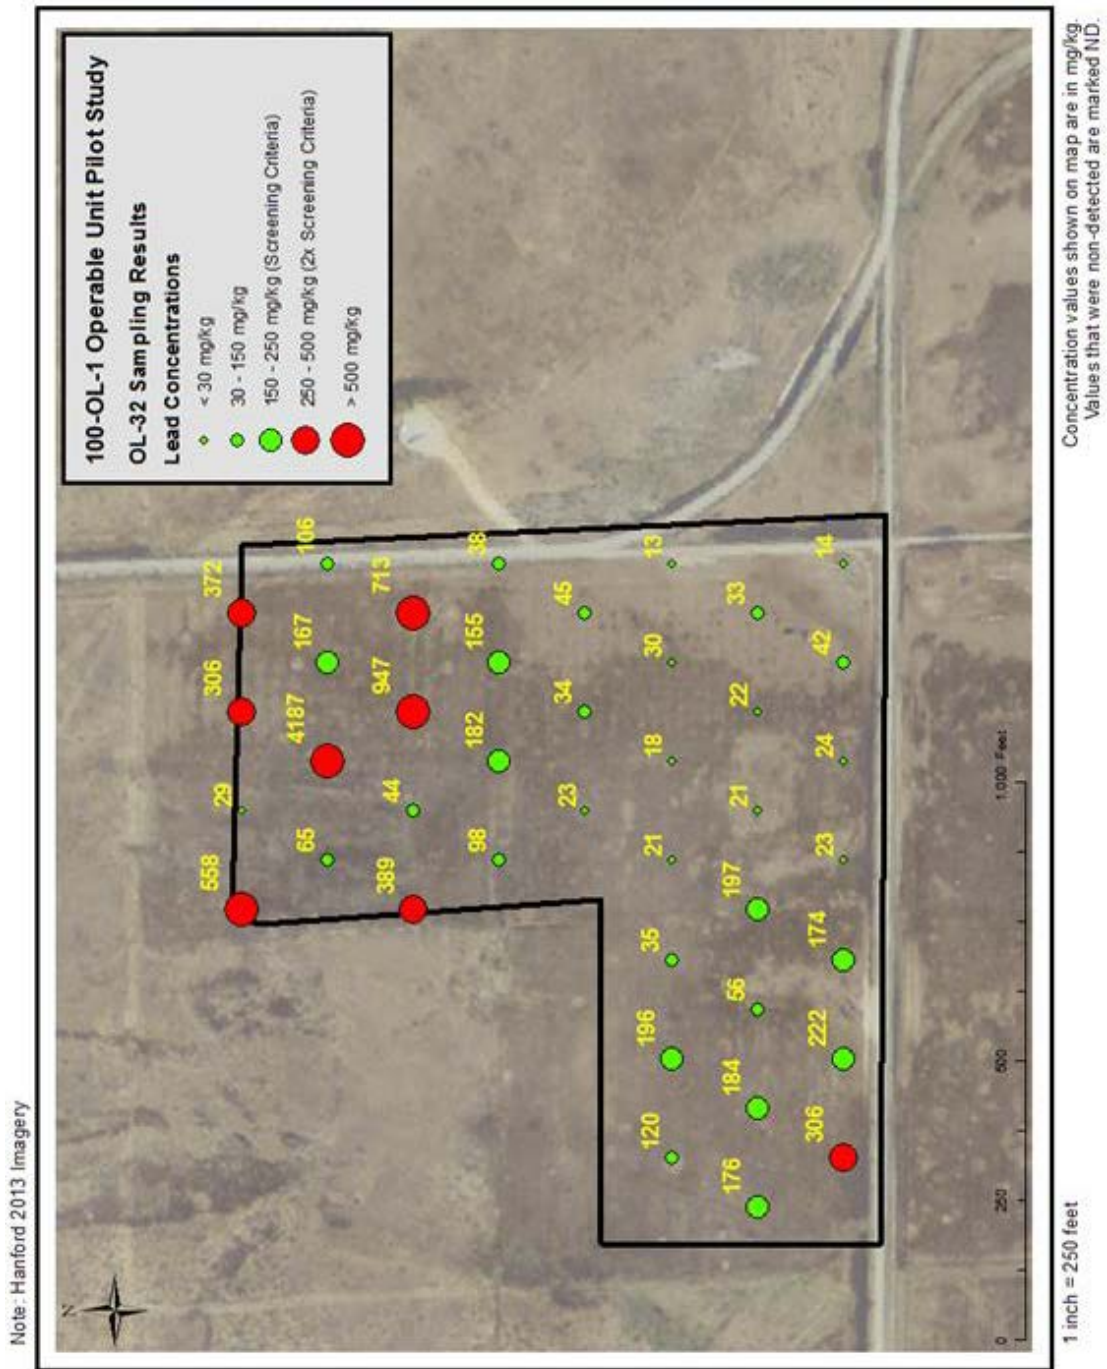 Note: Hanford 2013 Imagery
N
100-OL-1 Operable Unit Pilot Study
OL-32 Sampling Results
Lead Concentrations
< 30 mg/kg
30 - 150 mg/kg
150 - 250 mg/kg (Screening Criteria)
250 - 500 mg/kg (2x Screening Criteria)
> 500 mg/kg
558 29 306 372
65 4187 167 106
389 44 947 713
98 182 155 38
23 34 45
120 196 35 21 18 30 13
176 184 56 197 21 22 33
306 222 174 23 24 42 14
0 250 500 1,000 Feet
1 inch = 250 feet
Concentration values shown on map are in mg/kg.
Values that were non-detected are marked ND.